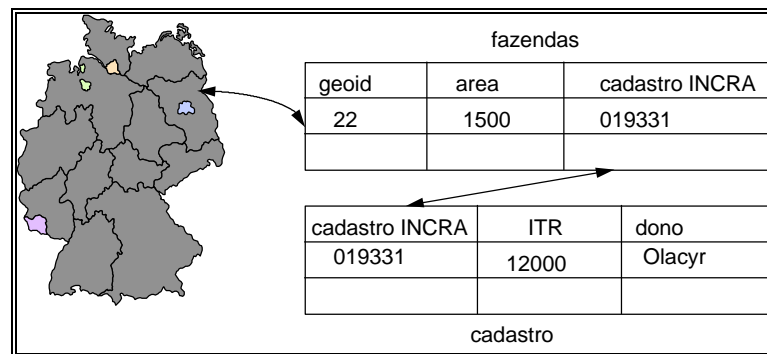 fazendas
geoid area cadastro INCRA
22 1500 019331
cadastro INCRA ITR dono
019331 12000 Olacyr
cadastro